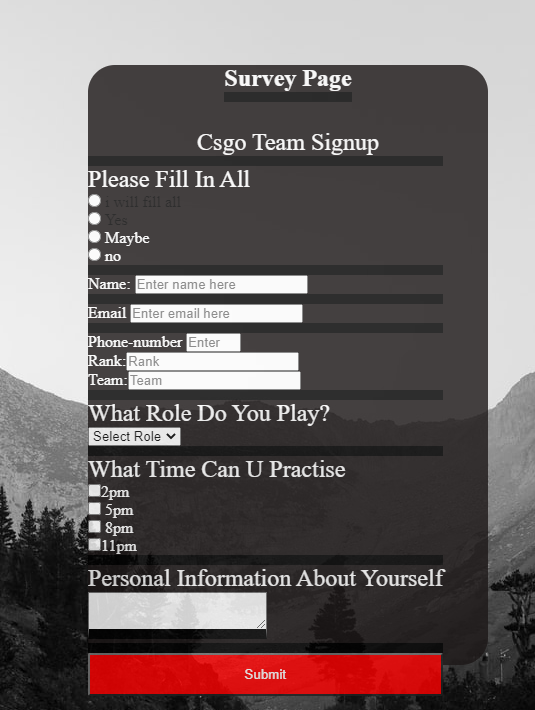 Survey Page
Csgo Team Signup
Please Fill In All
i will fill all
Yes
Maybe
no
Name: Enter name here
Email Enter email here
Phone-number Enter
Rank:Rank
Team:Team
What Role Do You Play?
Select Role
What Time Can U Practise
2pm
5pm
8pm
11pm
Personal Information About Yourself
Submit